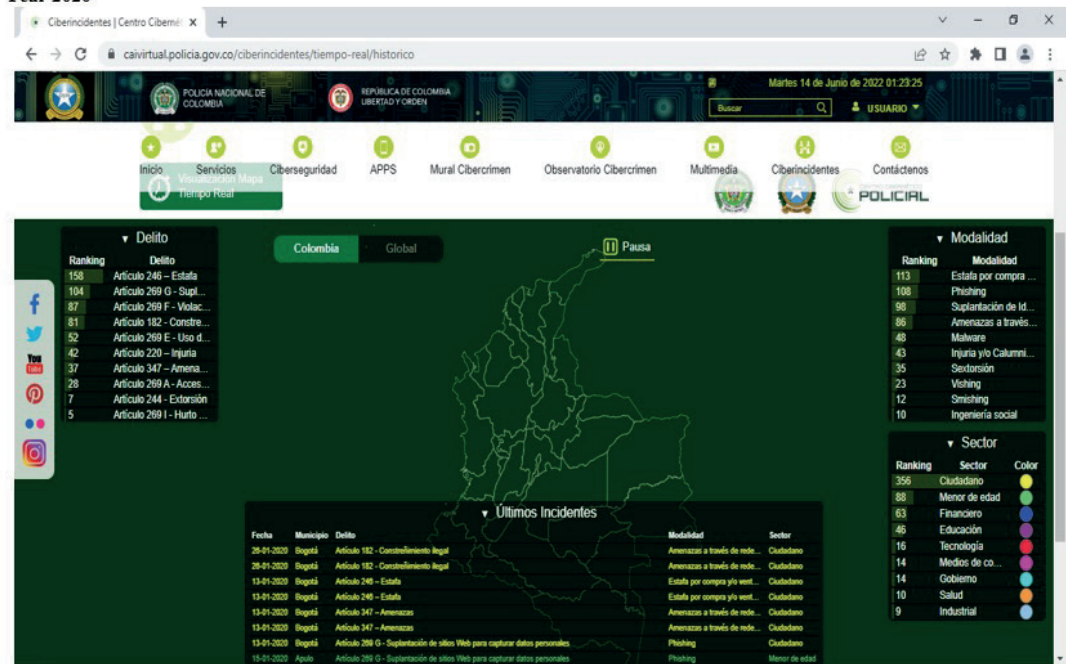 Year 2020
Ciberincidentes | Centro Ciberné
caivirtual.policia.gov.co/ciberincidentes/tiempo-real/historico
POLICÍA NACIONAL DE COLOMBIA
REPÚBLICA DE COLOMBIA
LIBERTAD Y ORDEN
Martes 14 de Junio de 2022 01:23:25
Buscar
USUARIO
Inicio Servicios Ciberseguridad APPS Mural Cibercrimen Observatorio Cibercrimen Multimedia Ciberincidentes Contáctenos
Visualización Mapa
Tiempo Real
POLICIAL
Colombia Global
Pausa
Delito
Ranking Delito
158 Artículo 246 – Estafa
104 Artículo 269 G - Supl...
87 Artículo 269 F - Violac...
81 Artículo 182 - Constre...
52 Artículo 269 E - Uso d...
42 Artículo 220 – Injuria
37 Artículo 347 – Amena...
28 Artículo 269 A - Acces...
7 Artículo 244 - Extorsión
5 Artículo 269 I - Hurto ...
Modalidad
Ranking Modalidad
113 Estafa por compra ...
108 Phishing
98 Suplantación de Id...
86 Amenazas a través...
48 Malware
43 Injuria y/o Calumni...
35 Sextorsión
23 Vishing
12 Smishing
10 Ingeniería social
Sector
Ranking Sector Color
356 Ciudadano
88 Menor de edad
63 Financiero
46 Educación
16 Tecnología
14 Medios de co...
14 Gobierno
10 Salud
9 Industrial
Últimos Incidentes
Fecha Municipio Delito Modalidad Sector
26-01-2020 Bogotá Artículo 182 - Constreñimiento ilegal Amenazas a través de rede... Ciudadano
26-01-2020 Bogotá Artículo 182 - Constreñimiento ilegal Amenazas a través de rede... Ciudadano
13-01-2020 Bogotá Artículo 246 – Estafa Estafa por compra y/o vent... Ciudadano
13-01-2020 Bogotá Artículo 246 – Estafa Estafa por compra y/o vent... Ciudadano
13-01-2020 Bogotá Artículo 347 – Amenazas Amenazas a través de rede... Ciudadano
13-01-2020 Bogotá Artículo 347 – Amenazas Amenazas a través de rede... Ciudadano
13-01-2020 Bogotá Artículo 269 G - Suplantación de sitios Web para capturar datos personales Phishing Ciudadano
15-01-2020 Apulo Artículo 269 G - Suplantación de sitios Web para capturar datos personales Phishing Menor de edad
You
Tube